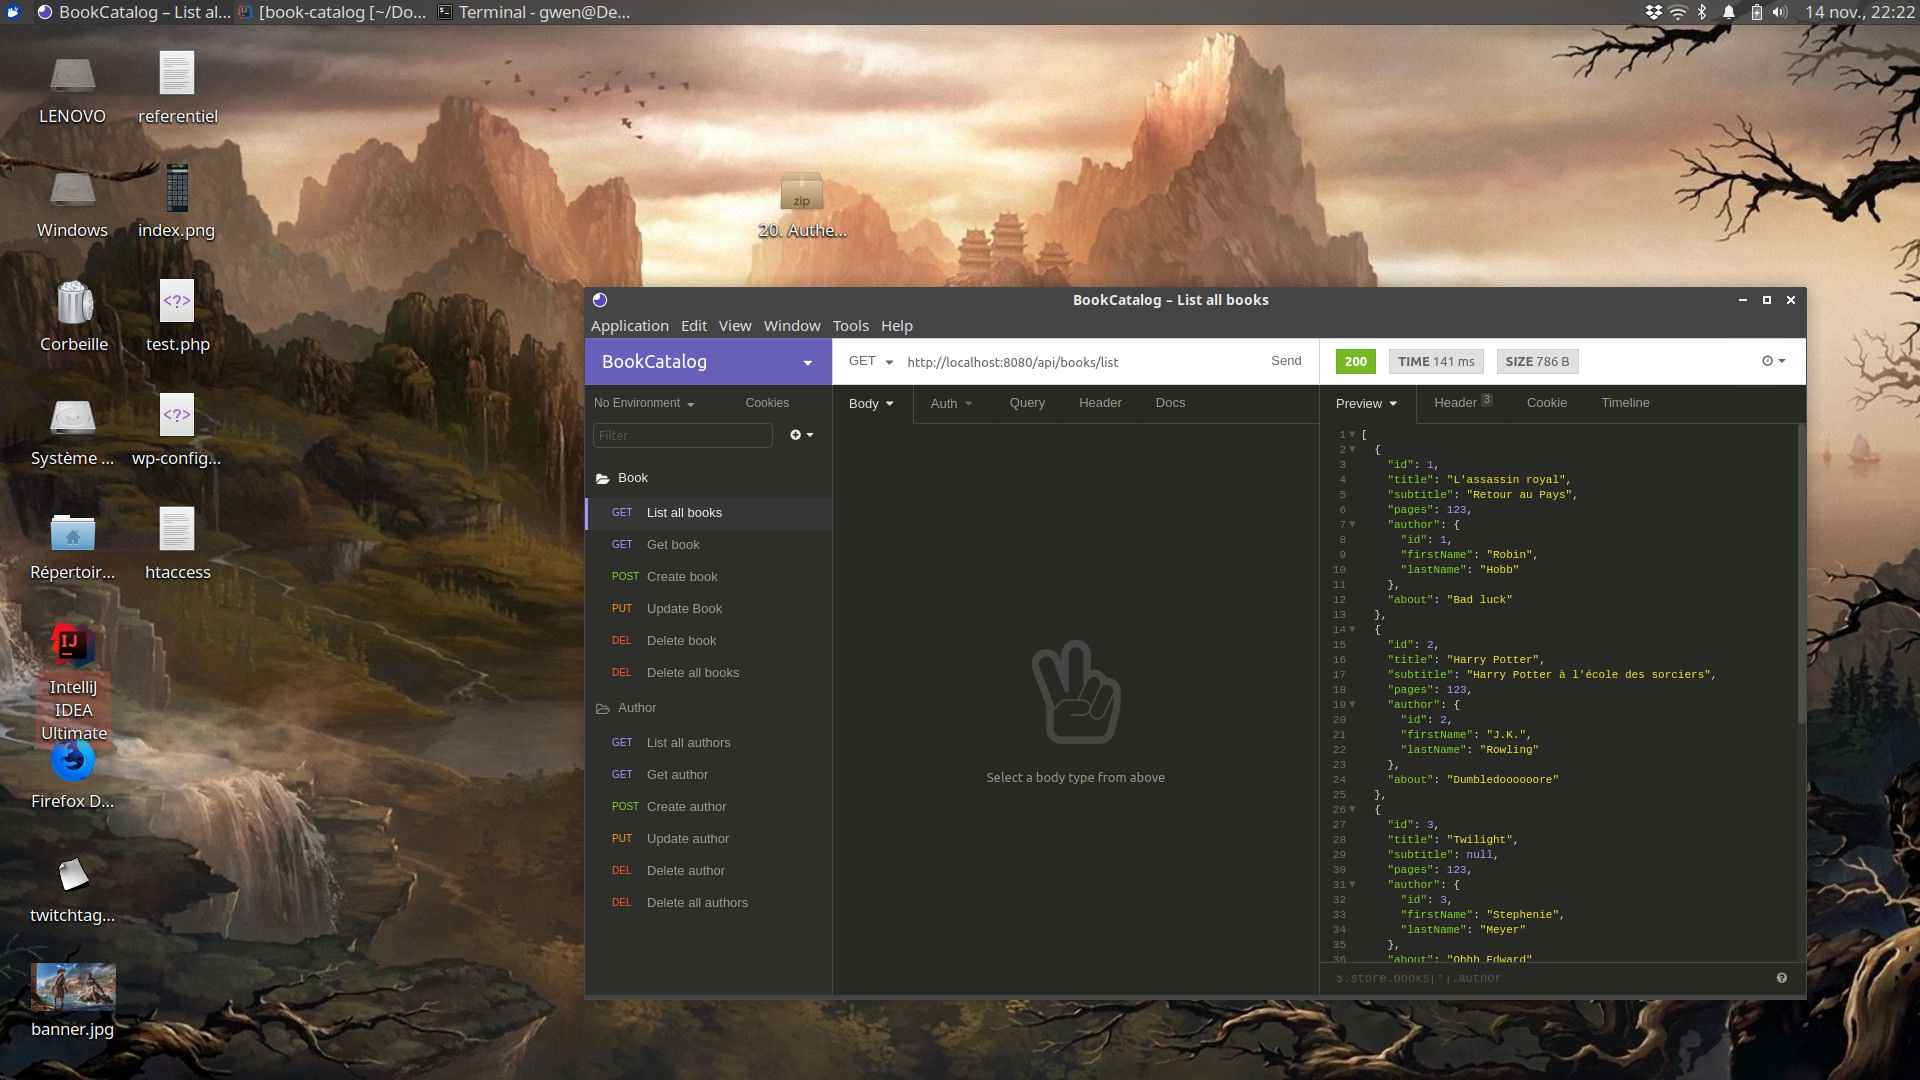 BookCatalog – List al...
[book-catalog [~/Do...
Terminal - gwen@De...
14 nov., 22:22
LENOVO
referentiel
Windows
index.png
zip
20. Authe...
Corbeille
<?>
test.php
Système ...
<?>
wp-config...
Répertoir...
htaccess
IJ
IntelliJ
IDEA
Ultimate
Firefox D...
twitchtag...
banner.jpg
BookCatalog – List all books
Application Edit View Window Tools Help
BookCatalog
GET http://localhost:8080/api/books/list Send
200 TIME 141 ms SIZE 786 B
No Environment Cookies
Body Auth Query Header Docs
Preview Header 3 Cookie Timeline
Filter
Book
GET List all books
GET Get book
POST Create book
PUT Update Book
DEL Delete book
DEL Delete all books
Author
GET List all authors
GET Get author
POST Create author
PUT Update author
DEL Delete author
DEL Delete all authors
Select a body type from above
1 [
2 {
3 "id": 1,
4 "title": "L'assassin royal",
5 "subtitle": "Retour au Pays",
6 "pages": 123,
7 "author": {
8 "id": 1,
9 "firstName": "Robin",
10 "lastName": "Hobb"
11 },
12 "about": "Bad luck"
13 },
14 {
15 "id": 2,
16 "title": "Harry Potter",
17 "subtitle": "Harry Potter à l'école des sorciers",
18 "pages": 123,
19 "author": {
20 "id": 2,
21 "firstName": "J.K.",
22 "lastName": "Rowling"
23 },
24 "about": "Dumbledoooooore"
25 },
26 {
27 "id": 3,
28 "title": "Twilight",
29 "subtitle": null,
30 "pages": 123,
31 "author": {
32 "id": 3,
33 "firstName": "Stephenie",
34 "lastName": "Meyer"
35 },
36 "about": "Ohhh Edward"
$.store.books[*].author